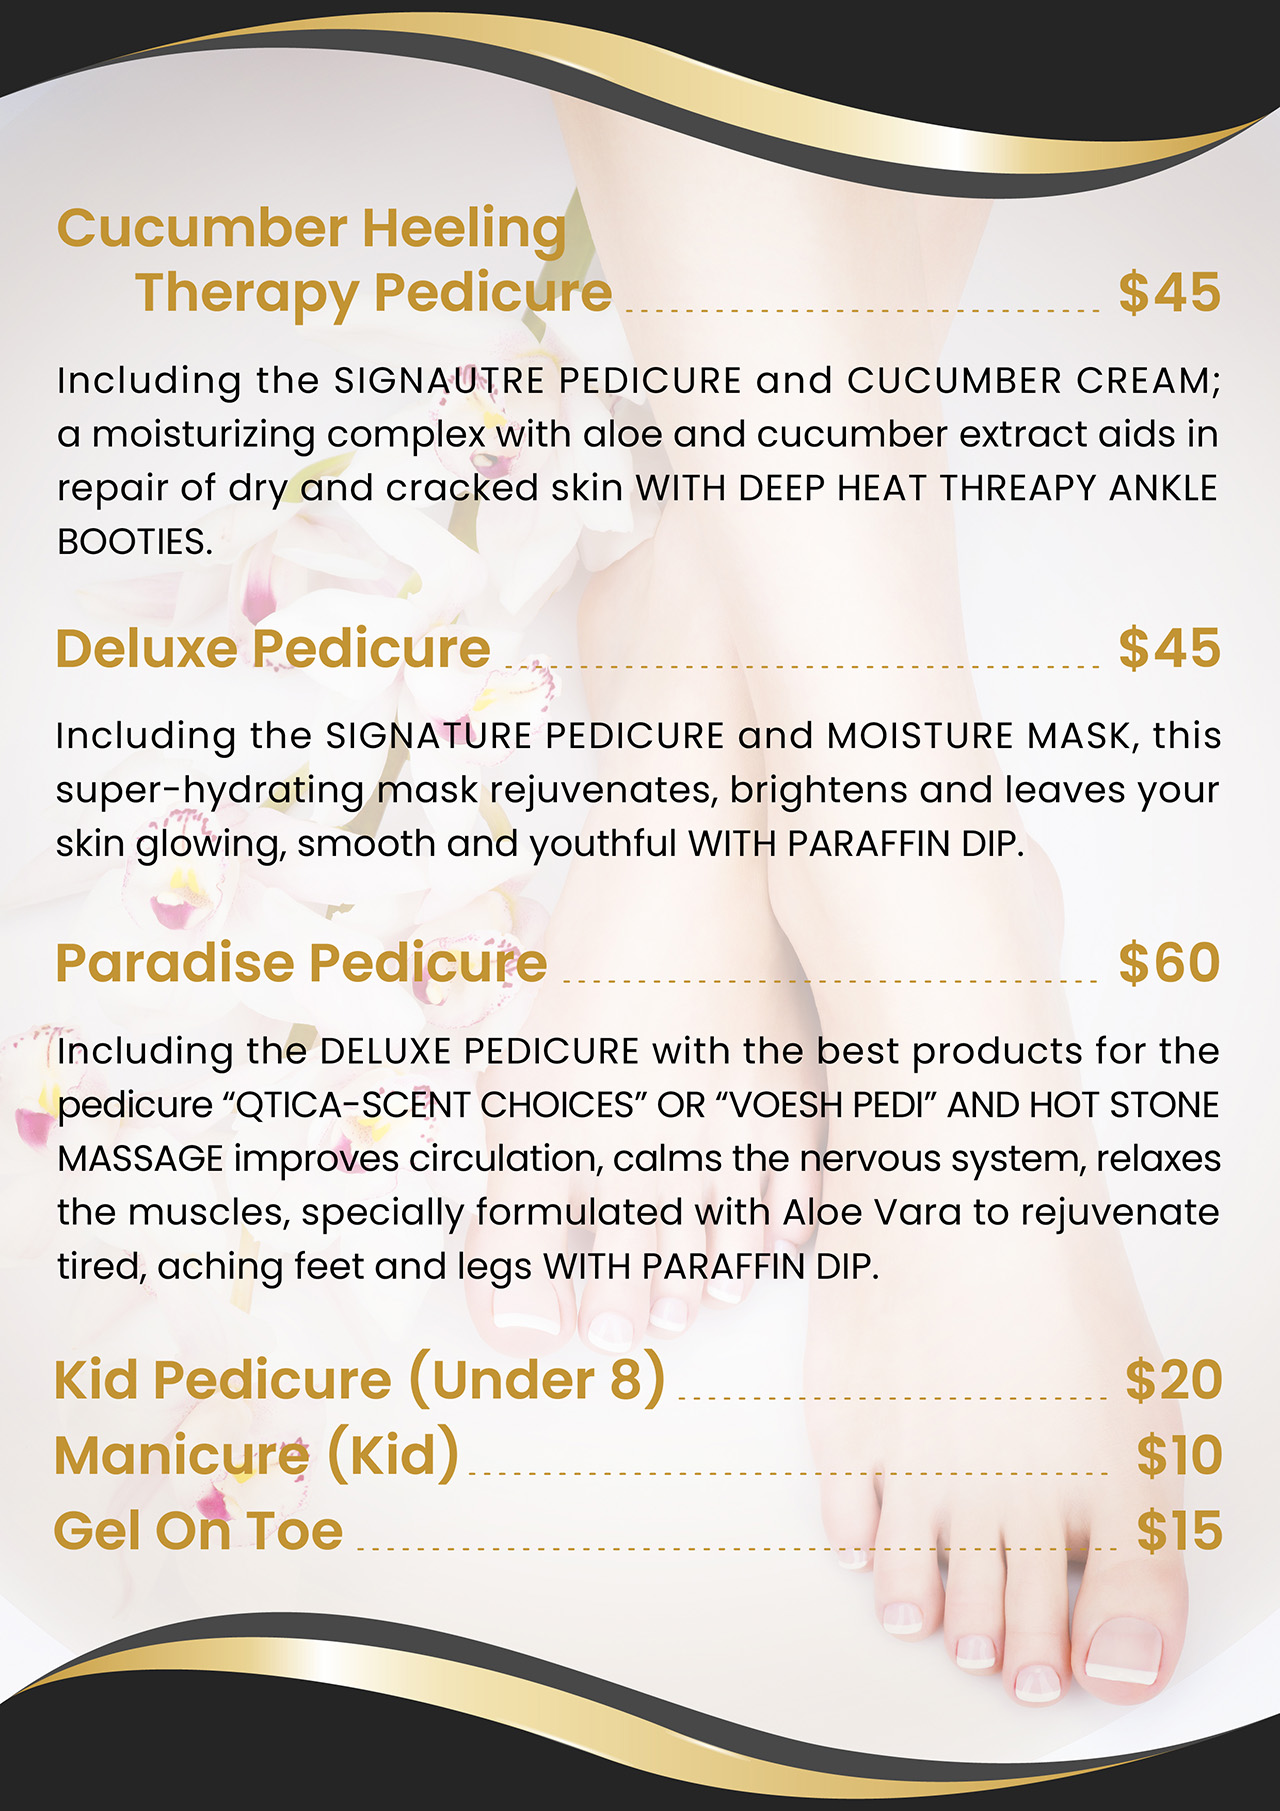 Cucumber Heeling
Therapy Pedicure $45
Including the SIGNAUTRE PEDICURE and CUCUMBER CREAM;
a moisturizing complex with aloe and cucumber extract aids in
repair of dry and cracked skin WITH DEEP HEAT THREAPY ANKLE
BOOTIES.
Deluxe Pedicure $45
Including the SIGNATURE PEDICURE and MOISTURE MASK, this
super-hydrating mask rejuvenates, brightens and leaves your
skin glowing, smooth and youthful WITH PARAFFIN DIP.
Paradise Pedicure $60
Including the DELUXE PEDICURE with the best products for the
pedicure “QTICA-SCENT CHOICES” OR “VOESH PEDI” AND HOT STONE
MASSAGE improves circulation, calms the nervous system, relaxes
the muscles, specially formulated with Aloe Vara to rejuvenate
tired, aching feet and legs WITH PARAFFIN DIP.
Kid Pedicure (Under 8) $20
Manicure (Kid) $10
Gel On Toe $15